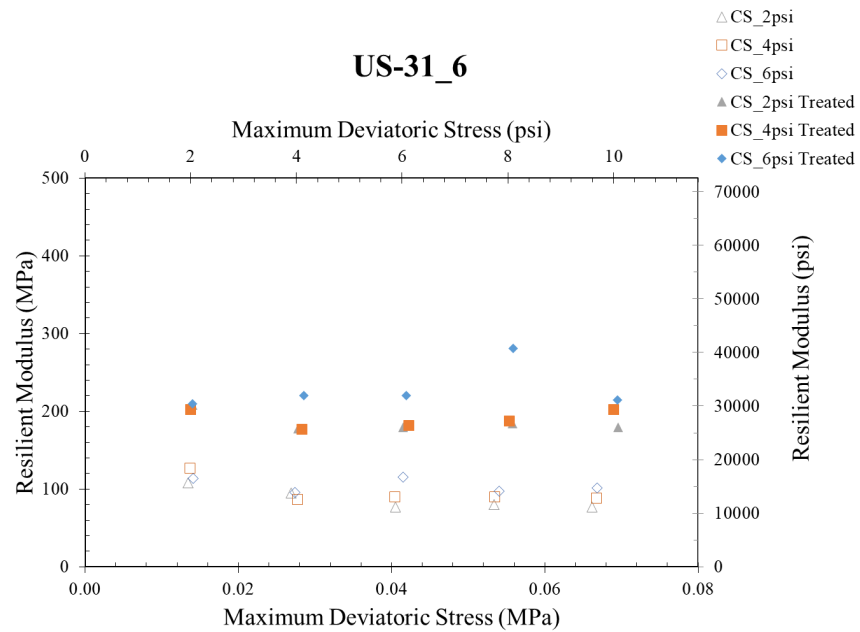 US-31_6
CS_2psi
CS_4psi
CS_6psi
CS_2psi Treated
CS_4psi Treated
CS_6psi Treated
Maximum Deviatoric Stress (psi)
0 2 4 6 8 10
500
400
300
200
100
0
Resilient Modulus (MPa)
70000
60000
50000
40000
30000
20000
10000
0
Resilient Modulus (psi)
0.00 0.02 0.04 0.06 0.08
Maximum Deviatoric Stress (MPa)